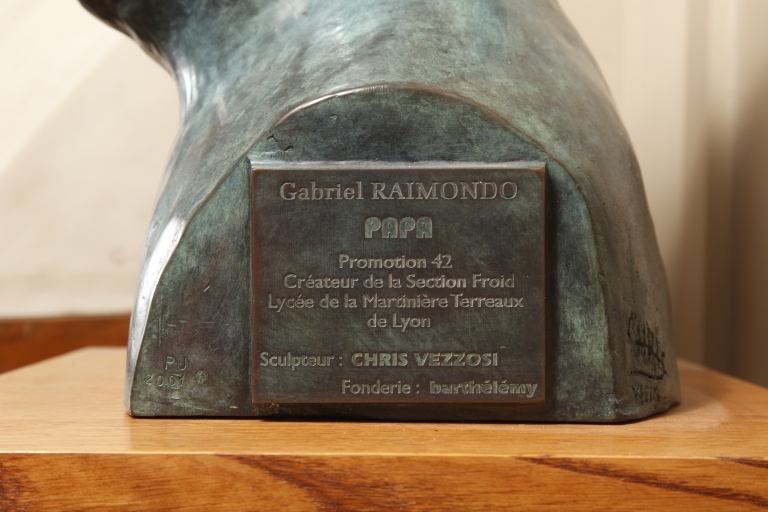 Gabriel RAIMONDO
PAPA
Promotion 42
Créateur de la Section Froid
Lycée de la Martinière Terreaux
de Lyon
Sculpteur : CHRIS VEZZOSI
Fonderie : barthélémy
PJ